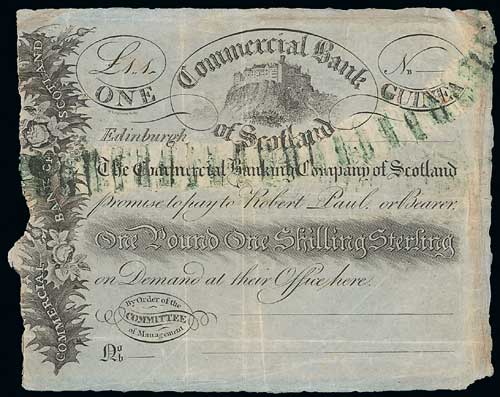 £1.1.
Commercial Bank
of Scotland
No
ONE
GUINEA
Ædinburgh
The Commercial Banking Company of Scotland
promise to pay to Robert Paul, or Bearer,
One Pound One Shilling Sterling
on Demand at their Office here.
By Order of the
COMMITTEE
of Management
No
COMMERCIAL BANK OF SCOTLAND